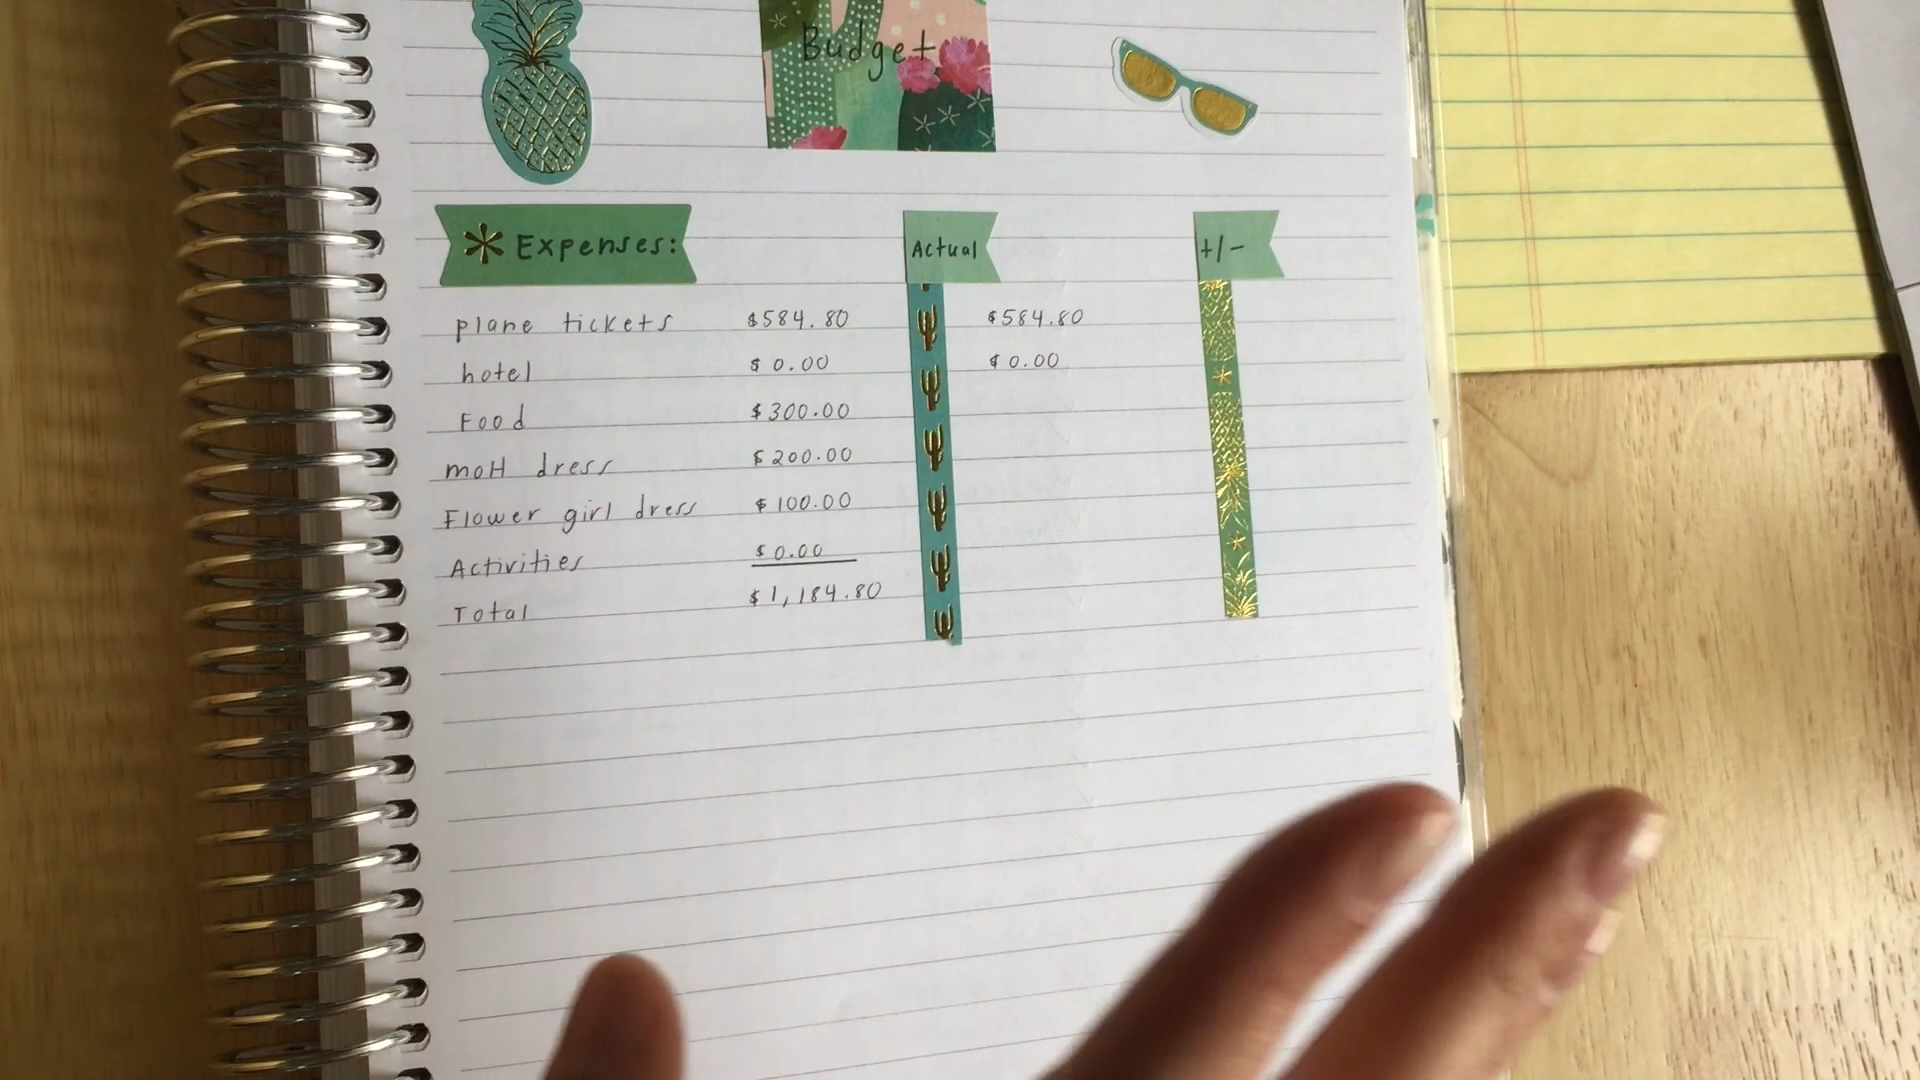 Budget
Expenses: Actual +/-
plane tickets $584.80 $584.80
hotel $0.00 $0.00
Food $300.00
moH dress $200.00
Flower girl dress $100.00
Activities $0.00
Total $1,184.80